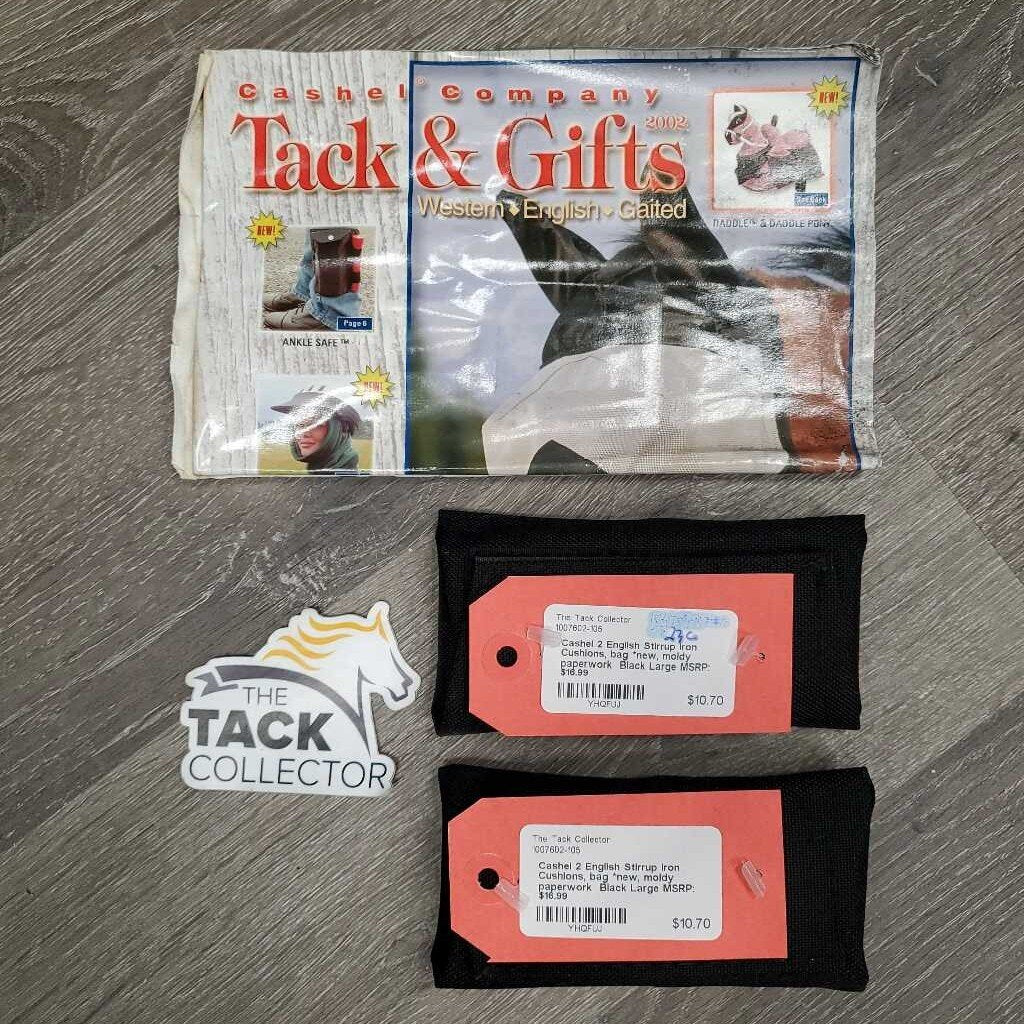 Cashel® Company
Tack & Gifts
2002
Western • English • Gaited
NEW!
DADDLE™ & DADDLE PONY
NEW!
Page 6
ANKLE SAFE™
NEW!
The Tack Collector
1007602-105
Cashel 2 English Stirrup Iron
Cushions, bag *new, moldy
paperwork Black Large MSRP:
$16.99
YHQFUJ
$10.70
THE
TACK
COLLECTOR
The Tack Collector
1007602-105
Cashel 2 English Stirrup Iron
Cushions, bag *new, moldy
paperwork Black Large MSRP:
$16.99
YHQFUJ
$10.70